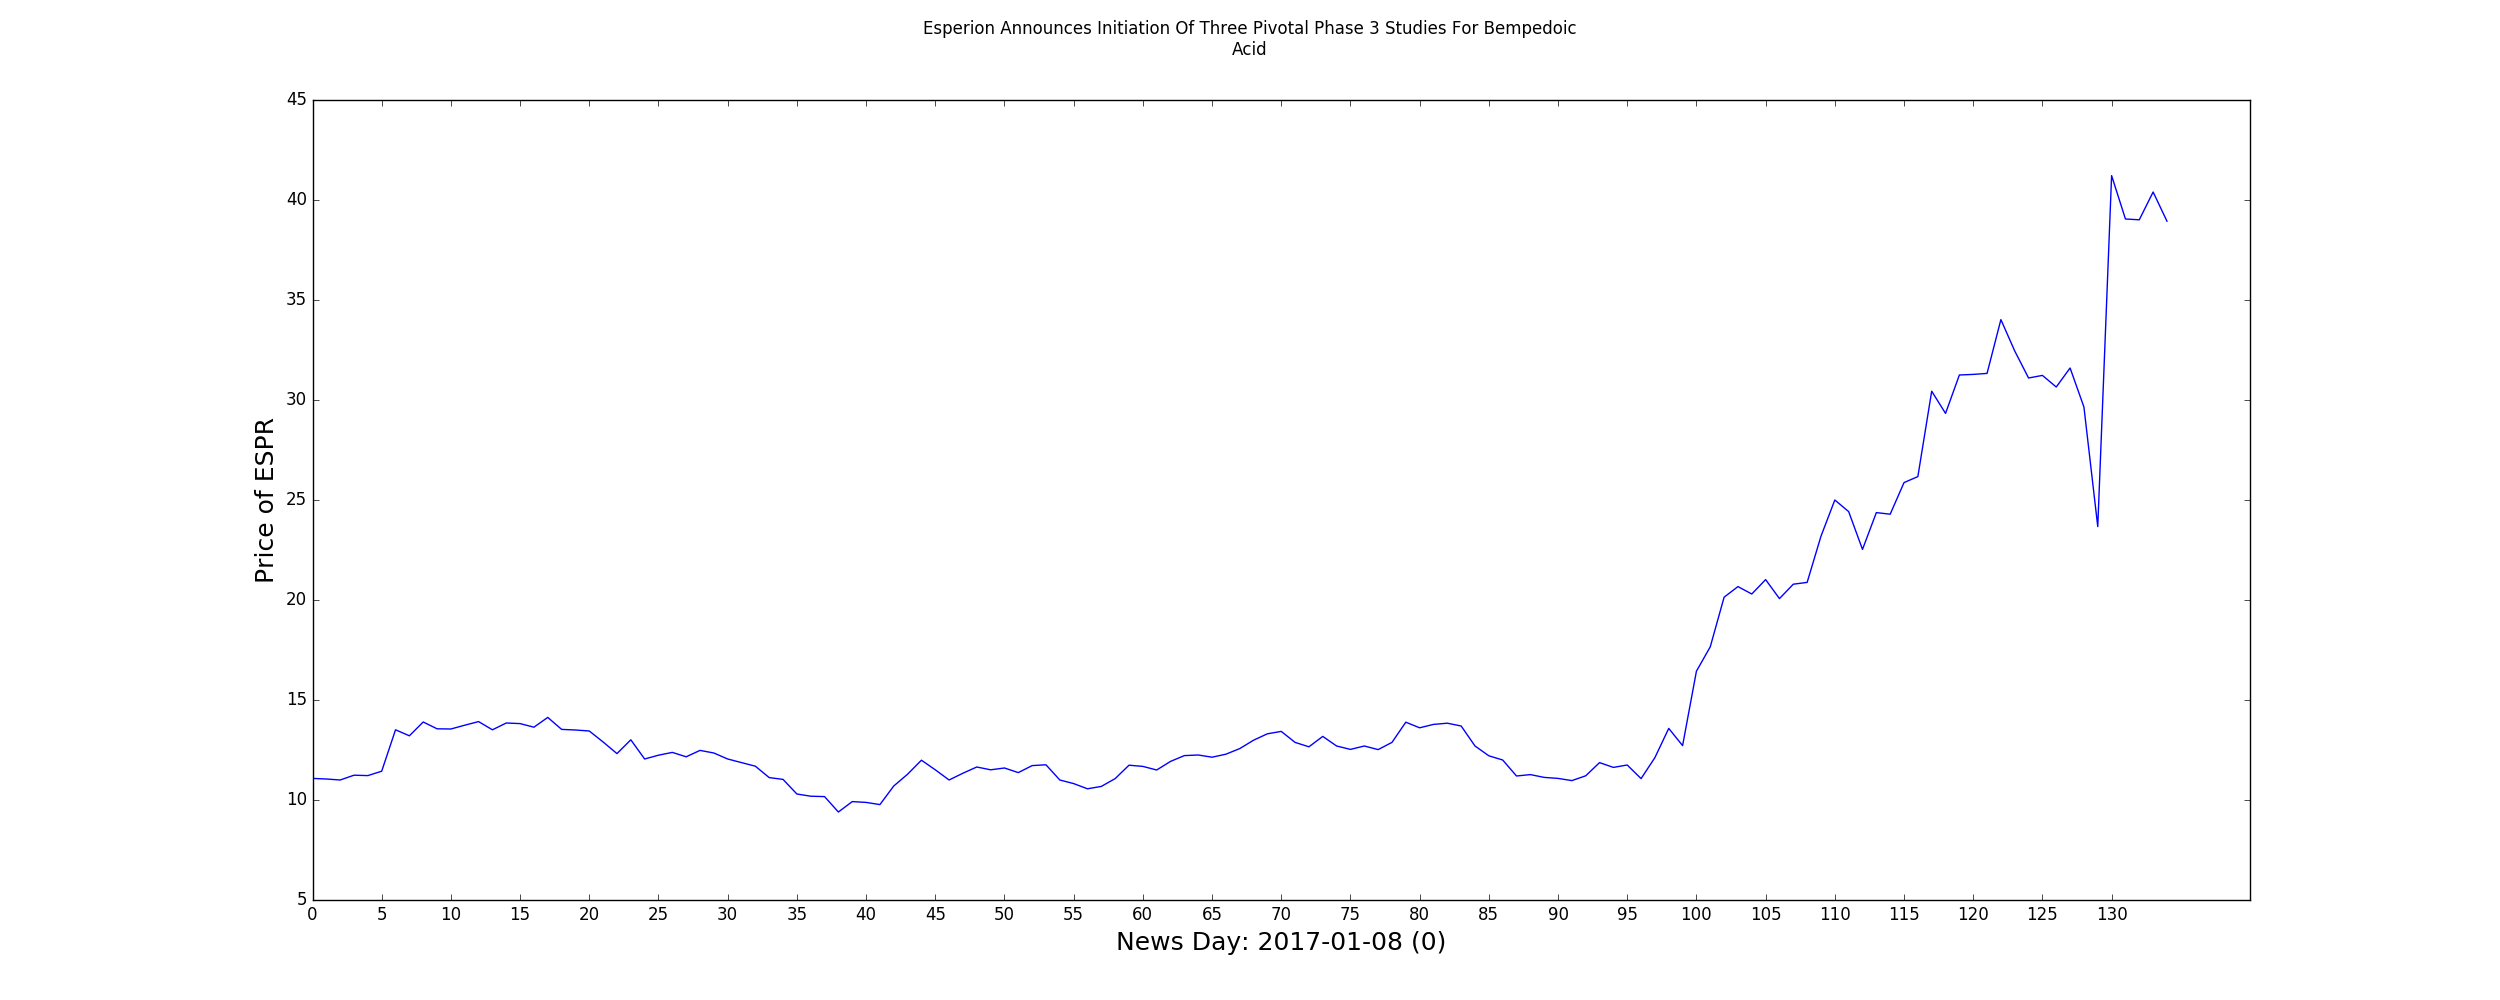 Esperion Announces Initiation Of Three Pivotal Phase 3 Studies For Bempedoic
Acid
45
40
35
30
25
20
15
10
5
Price of ESPR
0 5 10 15 20 25 30 35 40 45 50 55 60 65 70 75 80 85 90 95 100 105 110 115 120 125 130
News Day: 2017-01-08 (0)